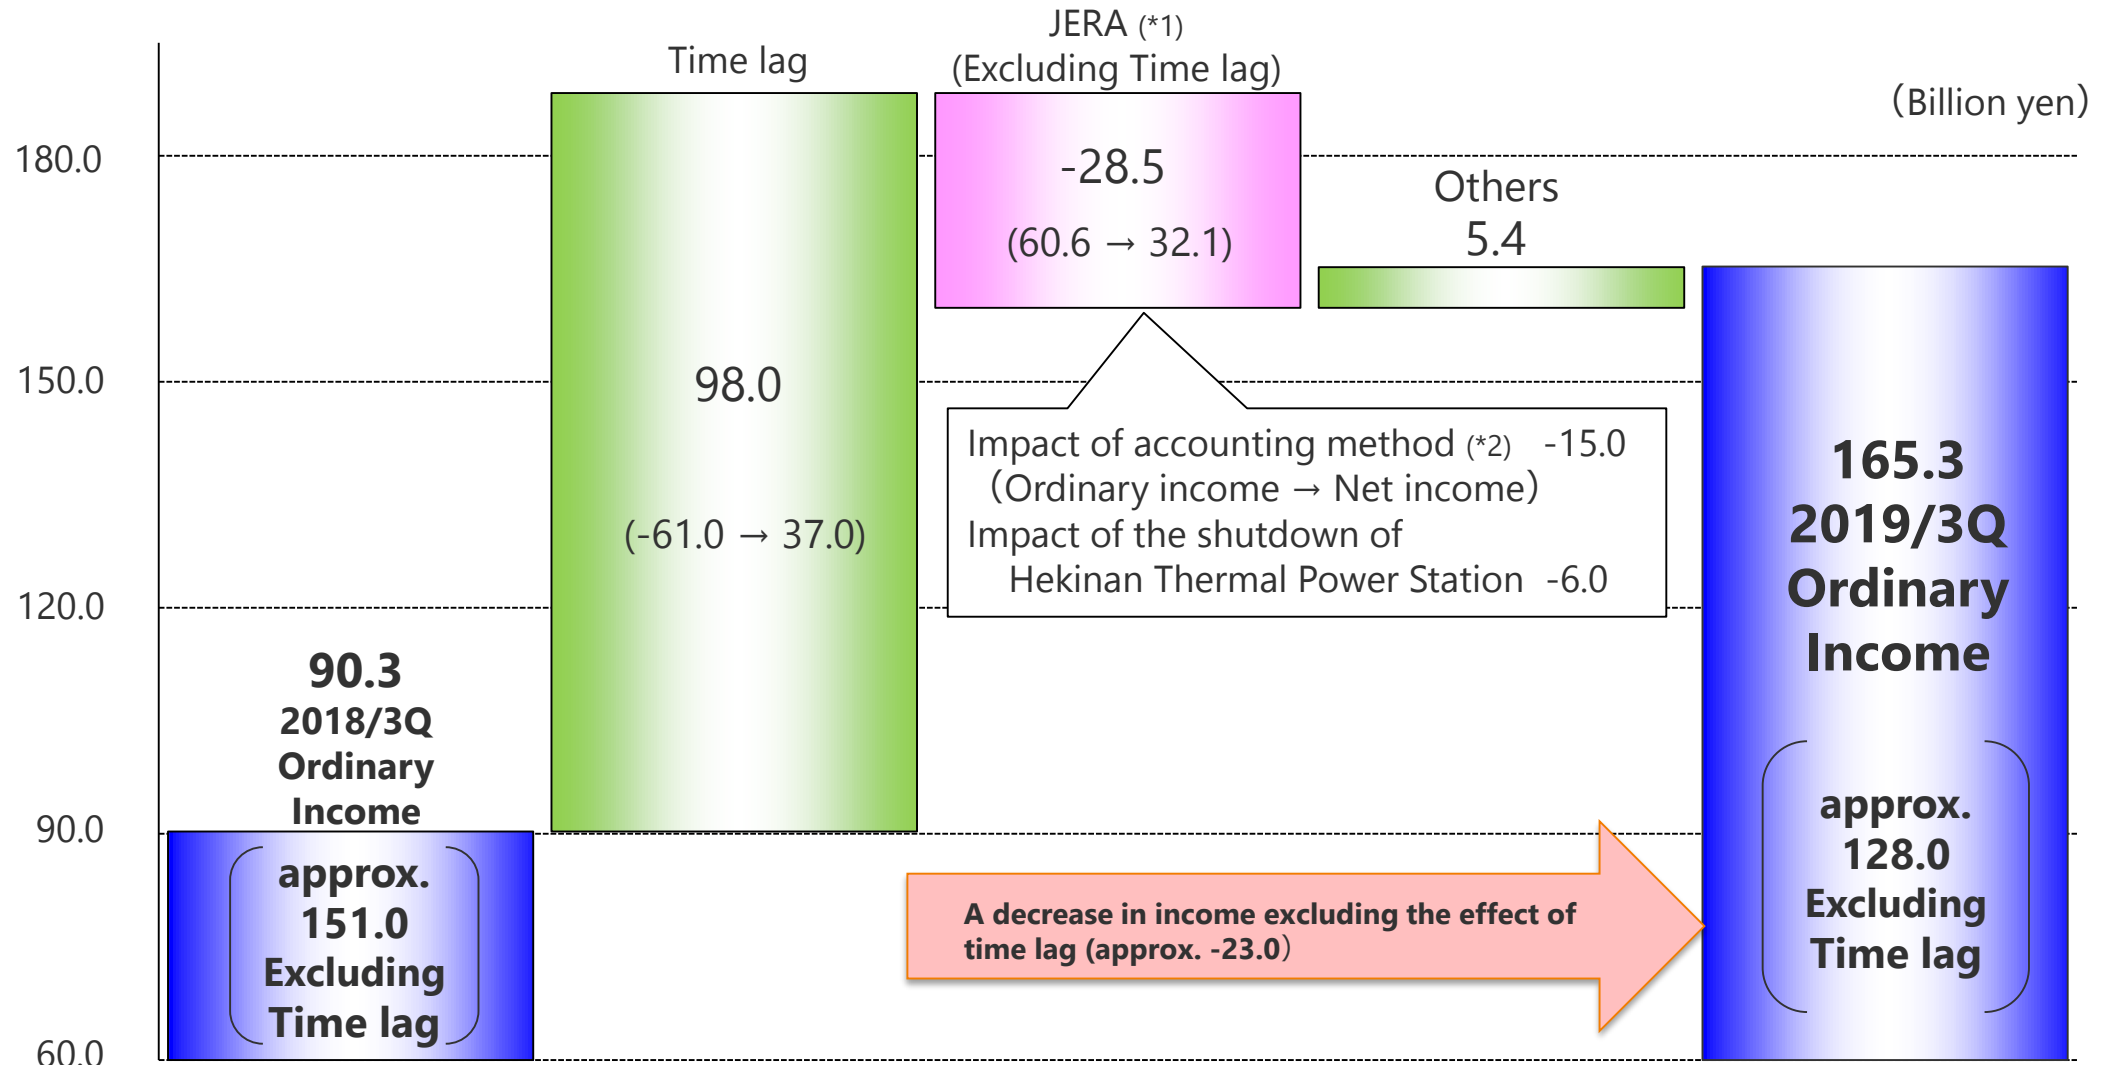 JERA (*1)
(Excluding Time lag)
Time lag
（Billion yen）
180.0
150.0
120.0
90.0
60.0
98.0
(-61.0 → 37.0)
-28.5
(60.6 → 32.1)
Others
5.4
Impact of accounting method (*2) -15.0
（Ordinary income → Net income）
Impact of the shutdown of
Hekinan Thermal Power Station -6.0
90.3
2018/3Q
Ordinary
Income
approx.
151.0
Excluding
Time lag
A decrease in income excluding the effect of
time lag (approx. -23.0）
165.3
2019/3Q
Ordinary
Income
approx.
128.0
Excluding
Time lag